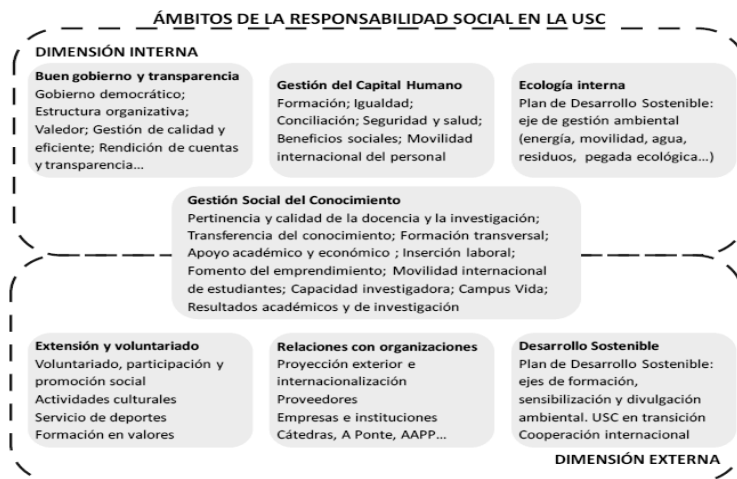 ÁMBITOS DE LA RESPONSABILIDAD SOCIAL EN LA USC
DIMENSIÓN INTERNA
Buen gobierno y transparencia
Gobierno democrático;
Estructura organizativa;
Valedor; Gestión de calidad y
eficiente; Rendición de cuentas
y transparencia...
Gestión del Capital Humano
Formación; Igualdad;
Conciliación; Seguridad y salud;
Beneficios sociales; Movilidad
internacional del personal
Ecología interna
Plan de Desarrollo Sostenible:
eje de gestión ambiental
(energía, movilidad, agua,
residuos, pegada ecológica...)
Gestión Social del Conocimiento
Pertinencia y calidad de la docencia y la investigación;
Transferencia del conocimiento; Formación transversal;
Apoyo académico y económico ; Inserción laboral;
Fomento del emprendimiento; Movilidad internacional
de estudiantes; Capacidad investigadora; Campus Vida;
Resultados académicos y de investigación
Extensión y voluntariado
Voluntariado, participación y
promoción social
Actividades culturales
Servicio de deportes
Formación en valores
Relaciones con organizaciones
Proyección exterior e
internacionalización
Proveedores
Empresas e instituciones
Cátedras, A Ponte, AAPP...
Desarrollo Sostenible
Plan de Desarrollo Sostenible:
ejes de formación,
sensibilización y divulgación
ambiental. USC en transición
Cooperación internacional
DIMENSIÓN EXTERNA